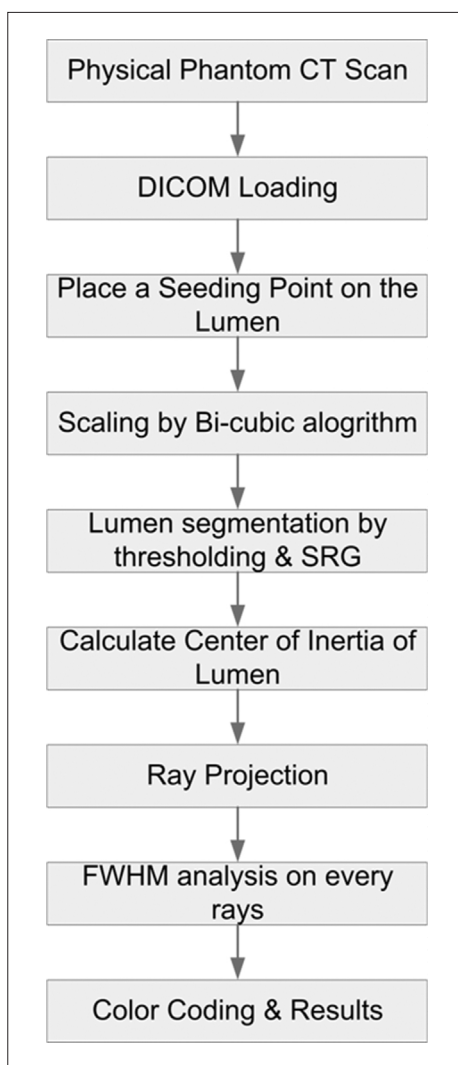 Physical Phantom CT Scan
DICOM Loading
Place a Seeding Point on the
Lumen
Scaling by Bi-cubic alogrithm
Lumen segmentation by
thresholding & SRG
Calculate Center of Inertia of
Lumen
Ray Projection
FWHM analysis on every
rays
Color Coding & Results